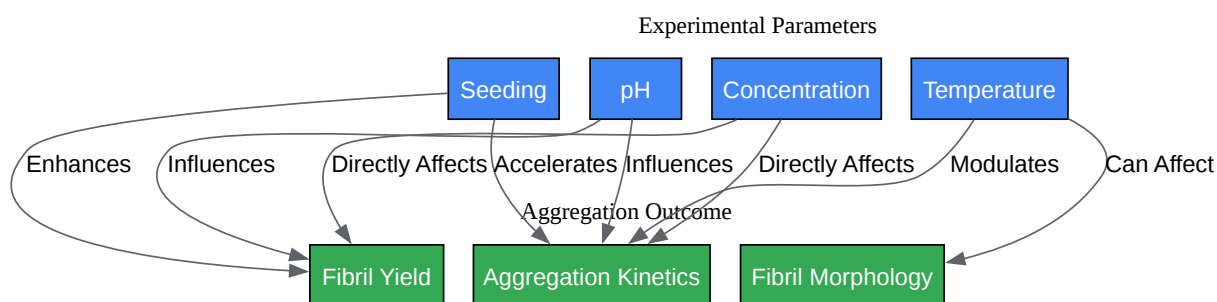 Experimental Parameters
Seeding
pH
Concentration
Temperature
Enhances
Influences
Directly Affects
Accelerates
Influences
Directly Affects
Modulates
Can Affect
Aggregation Outcome
Fibril Yield
Aggregation Kinetics
Fibril Morphology